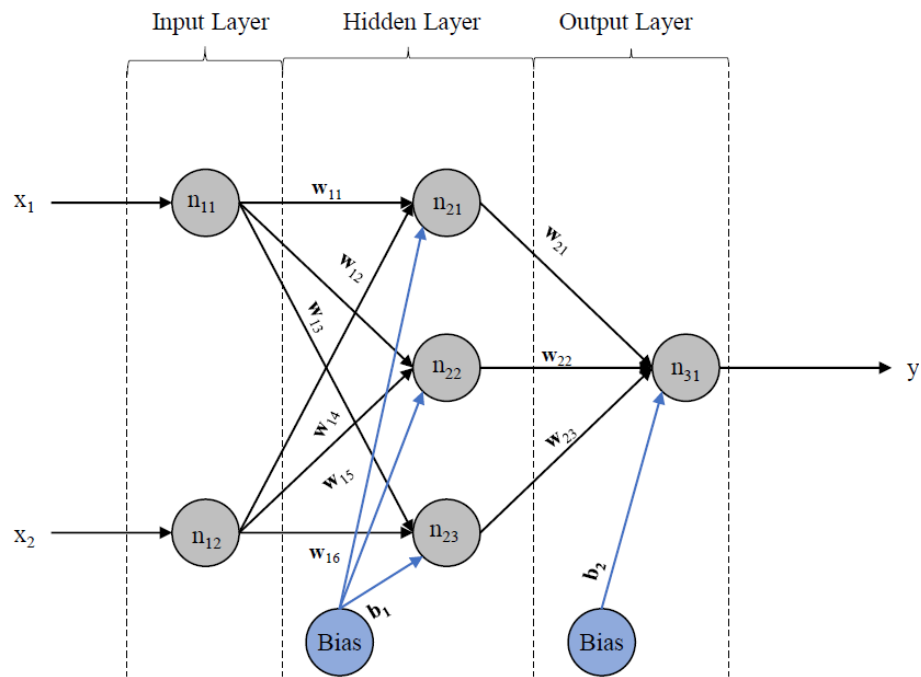 Input Layer
Hidden Layer
Output Layer
x1
n11
w11
n21
w21
w12
w13
n22
w22
n31
y
w14
w23
w15
x2
n12
w16
n23
b1
b2
Bias
Bias